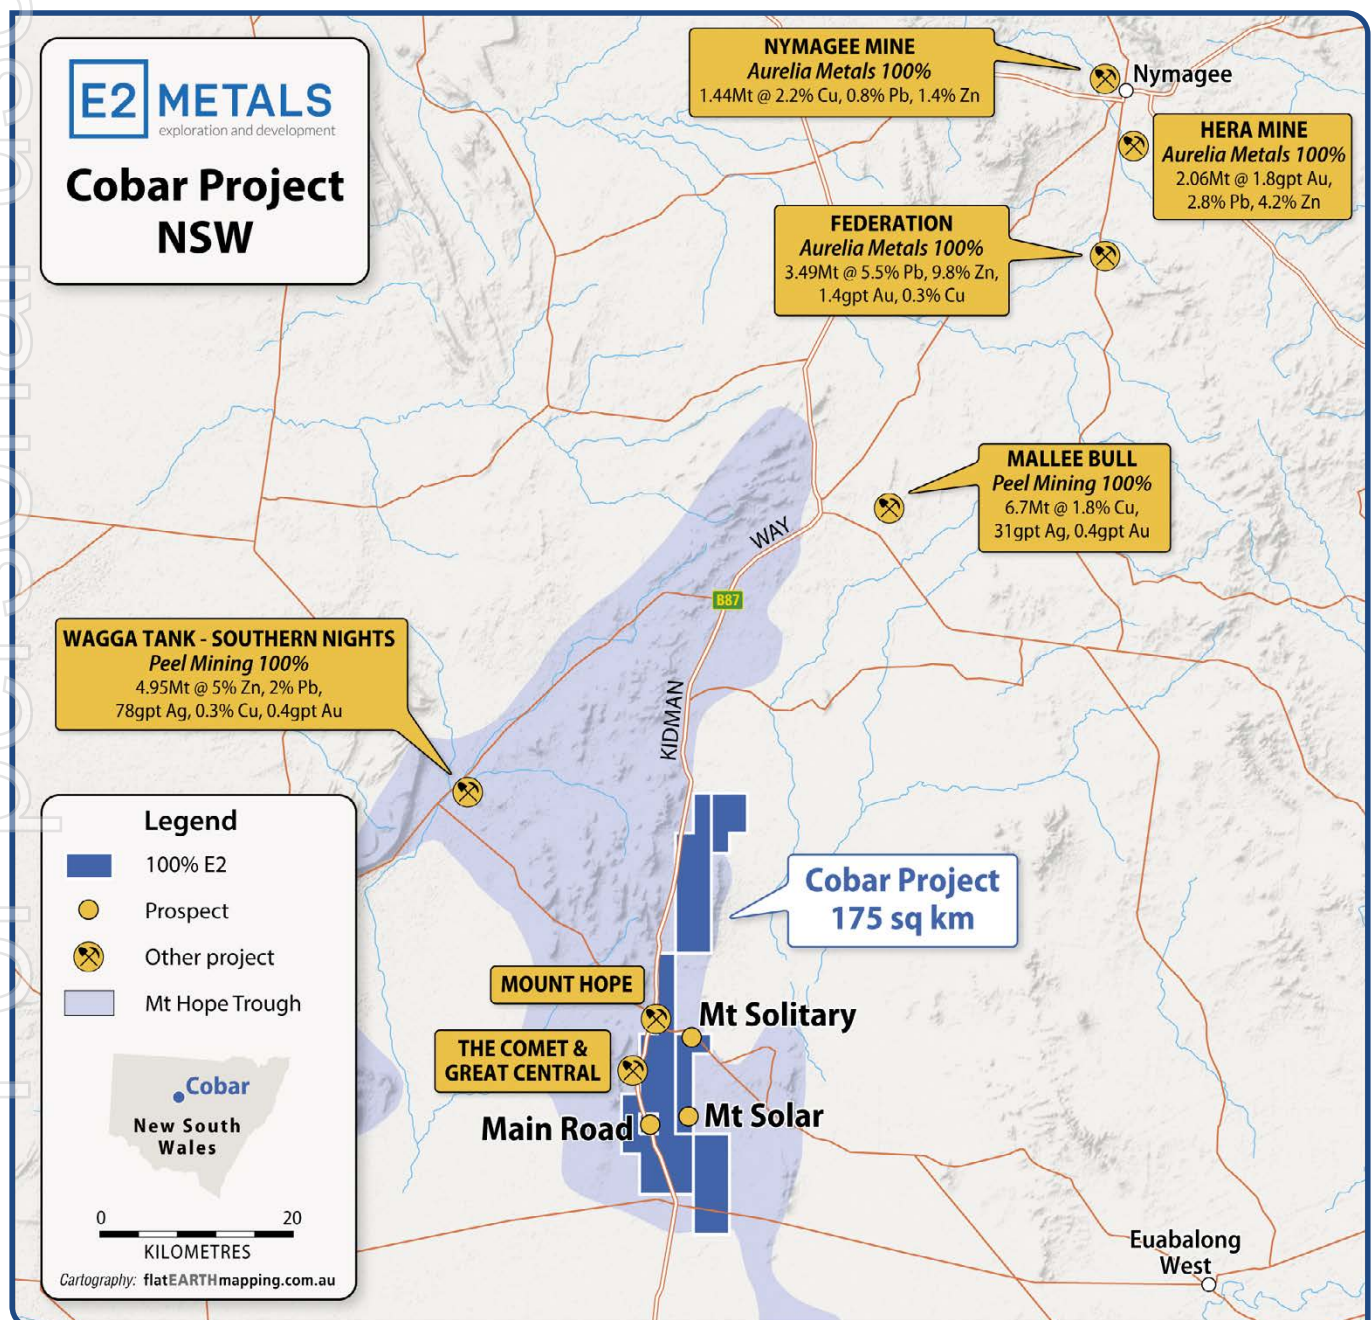 E2 METALS
exploration and development
Cobar Project
NSW
NYMAGEE MINE
Aurelia Metals 100%
1.44Mt @ 2.2% Cu, 0.8% Pb, 1.4% Zn
Nymagee
HERA MINE
Aurelia Metals 100%
2.06Mt @ 1.8gpt Au,
2.8% Pb, 4.2% Zn
FEDERATION
Aurelia Metals 100%
3.49Mt @ 5.5% Pb, 9.8% Zn,
1.4gpt Au, 0.3% Cu
MALLEE BULL
Peel Mining 100%
6.7Mt @ 1.8% Cu,
31gpt Ag, 0.4gpt Au
WAY
B87
KIDMAN
WAGGA TANK - SOUTHERN NIGHTS
Peel Mining 100%
4.95Mt @ 5% Zn, 2% Pb,
78gpt Ag, 0.3% Cu, 0.4gpt Au
Cobar Project
175 sq km
MOUNT HOPE
Mt Solitary
THE COMET &
GREAT CENTRAL
Main Road
Mt Solar
Euabalong
West
Legend
100% E2
Prospect
Other project
Mt Hope Trough
Cobar
New South
Wales
0 20
KILOMETRES
Cartography: flatEARTHmapping.com.au